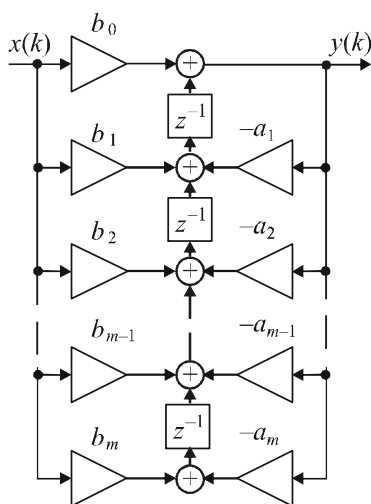 b₀
x(k) + y(k)
z⁻¹
b₁ + –a₁
z⁻¹
b₂ + –a₂
bₘ₋₁ + –aₘ₋₁
z⁻¹
bₘ + –aₘ